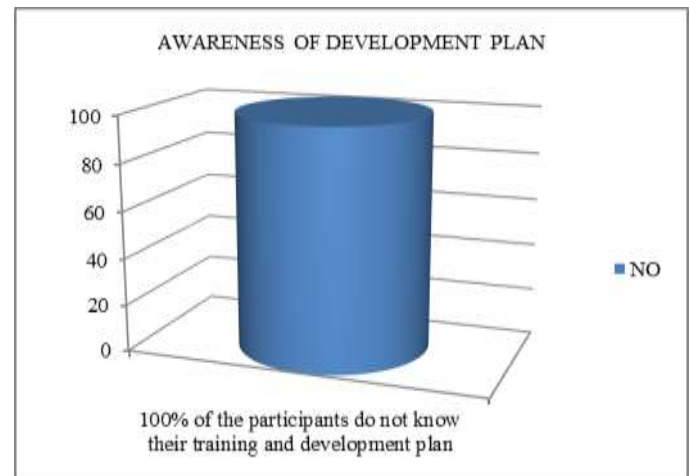 AWARENESS OF DEVELOPMENT PLAN
100
80
60
40
20
0
NO
100% of the participants do not know
their training and development plan